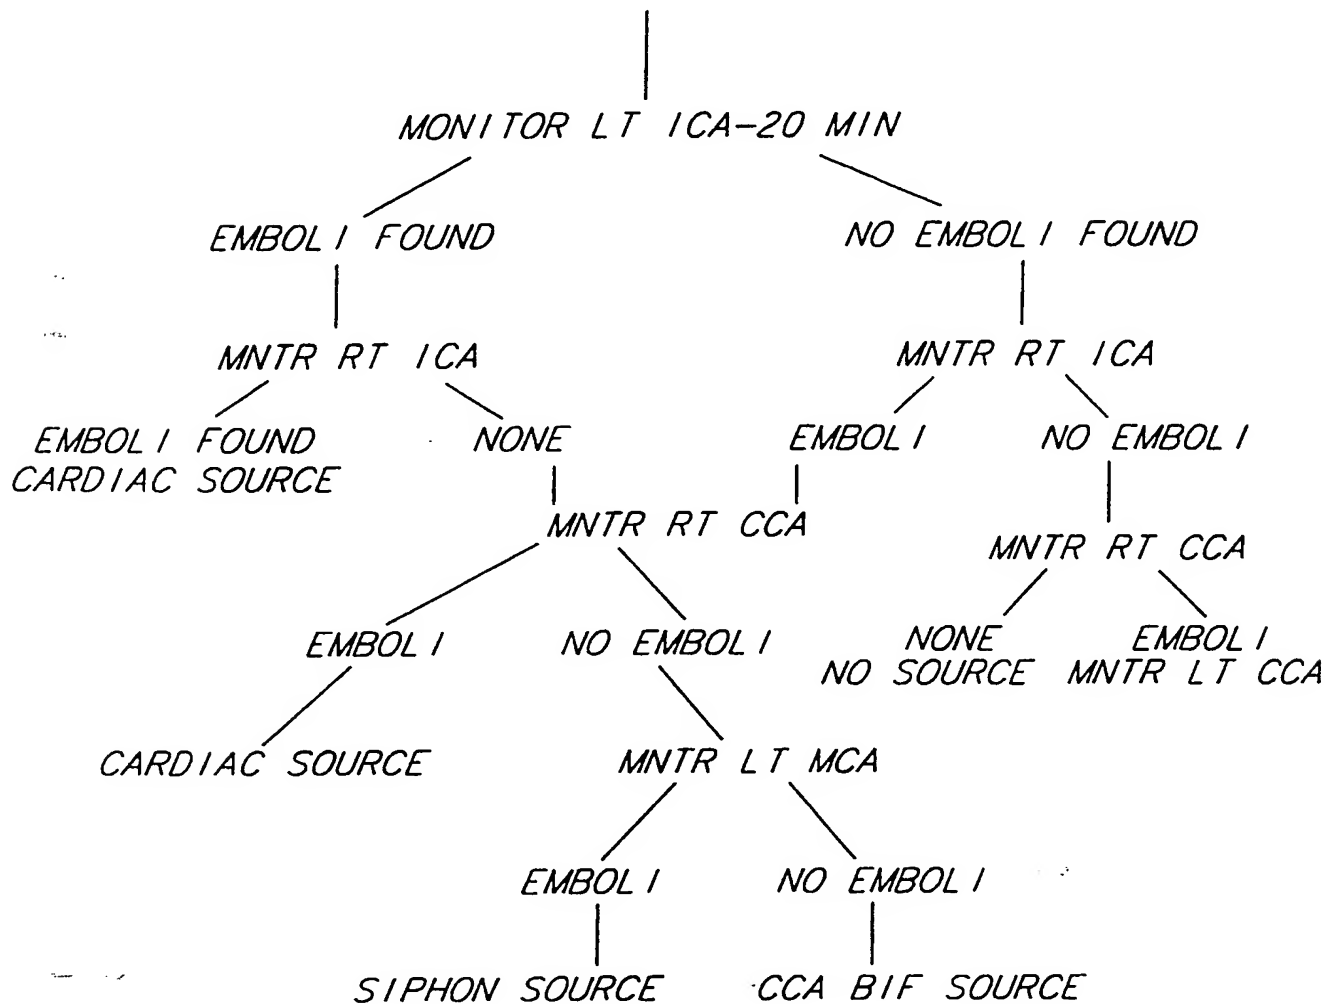 MONITOR LT ICA-20 MIN
EMBOLI FOUND
NO EMBOLI FOUND
MNTR RT ICA
MNTR RT ICA
EMBOLI FOUND
CARDIAC SOURCE
NONE
EMBOLI
NO EMBOLI
MNTR RT CCA
MNTR RT CCA
EMBOLI
NO EMBOLI
NONE
NO SOURCE
EMBOLI
MNTR LT CCA
CARDIAC SOURCE
MNTR LT MCA
EMBOLI
NO EMBOLI
SIPHON SOURCE
CCA BIF SOURCE